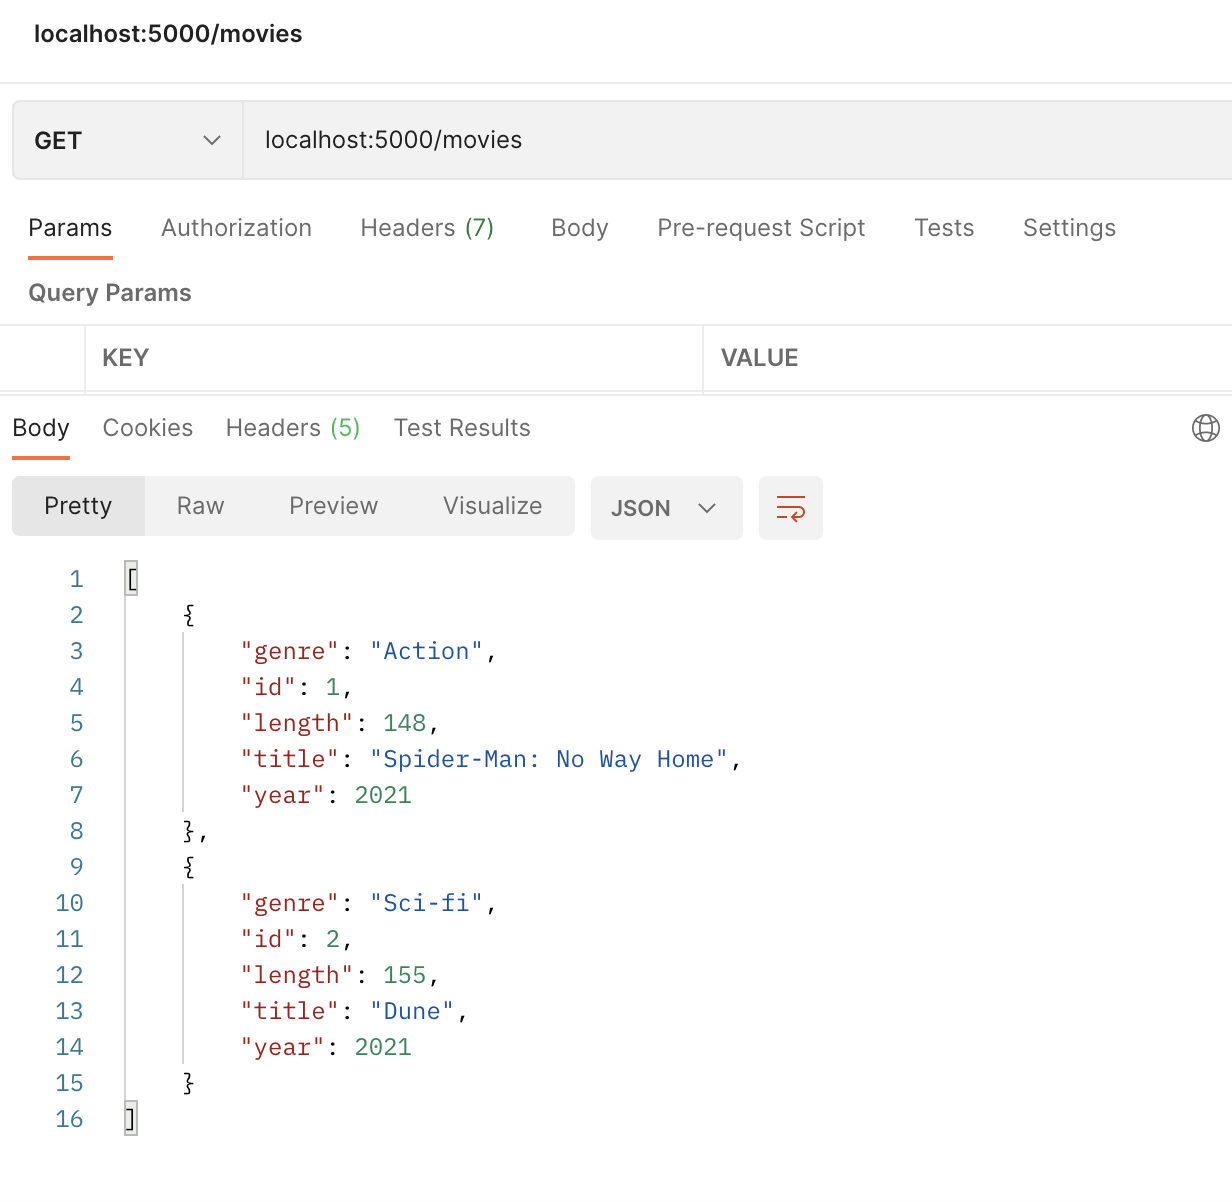 localhost:5000/movies
GET localhost:5000/movies
Params Authorization Headers (7) Body Pre-request Script Tests Settings
Query Params
KEY VALUE
Body Cookies Headers (5) Test Results
Pretty Raw Preview Visualize JSON
1 [
2 {
3 "genre": "Action",
4 "id": 1,
5 "length": 148,
6 "title": "Spider-Man: No Way Home",
7 "year": 2021
8 },
9 {
10 "genre": "Sci-fi",
11 "id": 2,
12 "length": 155,
13 "title": "Dune",
14 "year": 2021
15 }
16 ]